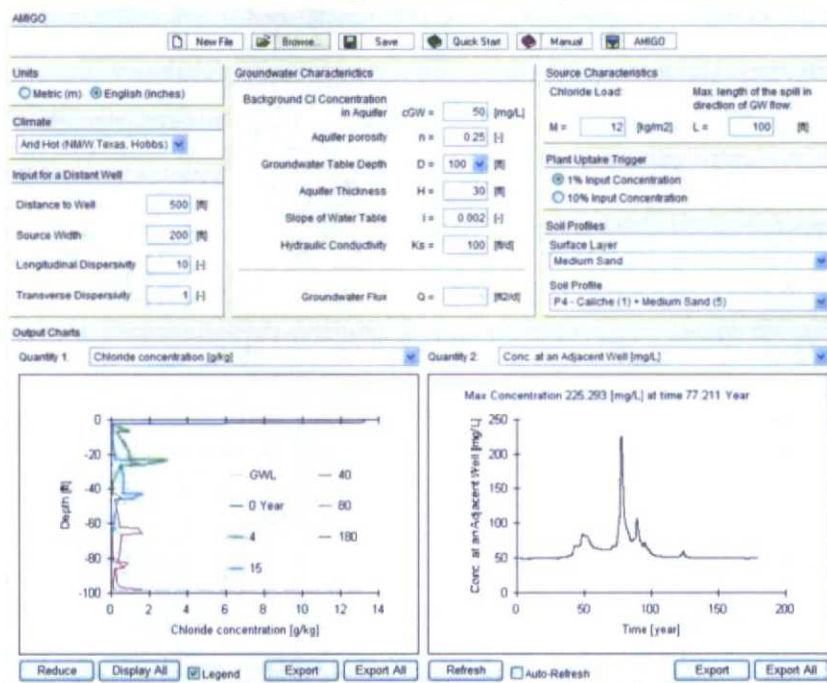 AMIGO
New File Browse... Save Quick Start Manual AMIGO
Units
Metric (m) English (inches)
Climate
Arid Hot (NM/W Texas, Hobbs)
Input for a Distant Well
Distance to Well 500 [ft]
Source Width 200 [ft]
Longitudinal Dispersivity 10 [-]
Transverse Dispersivity 1 [-]
Groundwater Charactendics
Background Cl Concentration
in Aquifer cGW = 50 [mg/L]
Aquifer porosity n = 0.25 [-]
Groundwater Table Depth D = 100 [ft]
Aquifer Thickness H = 30 [ft]
Slope of Water Table I = 0.002 [-]
Hydraulic Conductivity Ks = 100 [ft/d]
Groundwater Flux Q = [ft2/d]
Source Characteristics
Chloride Load: Max. length of the spill in
direction of GW flow:
M = 12 [kg/m2] L = 100 [ft]
Plant Uptake Trigger
1% Input Concentration
10% Input Concentration
Soil Profiles
Surface Layer
Medium Sand
Soil Profile
P4 - Caliche (1) + Medium Sand (5)
Output Charts
Quantity 1: Chloride concentration [g/kg]
Quantity 2: Conc. at an Adjacent Well [mg/L]
0
-20
-40
-60
-80
-100
Depth [ft]
GWL 40
0 Year 80
4 180
15
0 2 4 6 8 10 12 14
Chloride concentration [g/kg]
Max Concentration 225.293 [mg/L] at time 77.211 Year
250
200
150
100
50
0
Conc. at an Adjacent Well [mg/L]
0 50 100 150 200
Time [year]
Reduce Display All Legend Export Export All
Refresh Auto-Refresh Export Export All